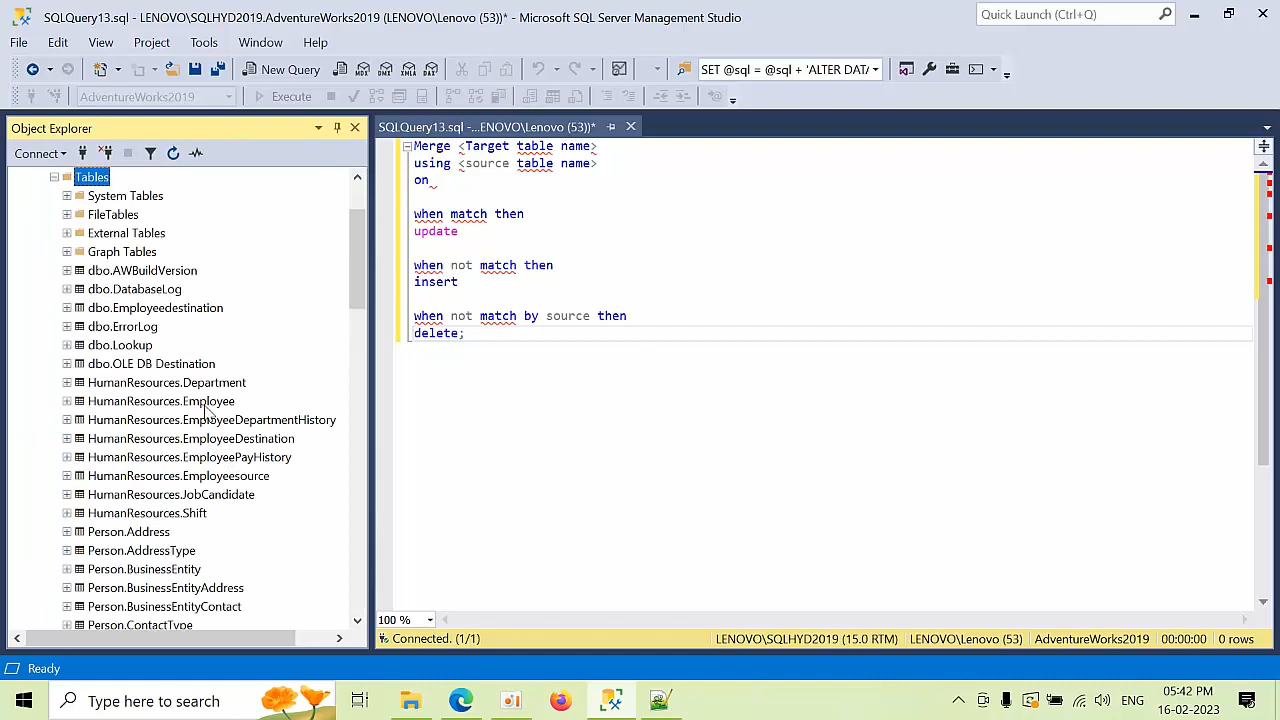 SQLQuery13.sql - LENOVO\SQLHYD2019.AdventureWorks2019 (LENOVO\Lenovo (53))* - Microsoft SQL Server Management Studio
Quick Launch (Ctrl+Q)
File Edit View Project Tools Window Help
New Query
MDX DMX XMLA DAX
SET @sql = @sql + 'ALTER DATA
AdventureWorks2019
Execute
Object Explorer
SQLQuery13.sql -...ENOVO\Lenovo (53))*
Connect
Tables
System Tables
FileTables
External Tables
Graph Tables
dbo.AWBuildVersion
dbo.DatabaseLog
dbo.Employeedestination
dbo.ErrorLog
dbo.Lookup
dbo.OLE DB Destination
HumanResources.Department
HumanResources.Employee
HumanResources.EmployeeDepartmentHistory
HumanResources.EmployeeDestination
HumanResources.EmployeePayHistory
HumanResources.Employeesource
HumanResources.JobCandidate
HumanResources.Shift
Person.Address
Person.AddressType
Person.BusinessEntity
Person.BusinessEntityAddress
Person.BusinessEntityContact
Person.ContactType
Merge <Target table name>
using <source table name>
on
when match then
update
when not match then
insert
when not match by source then
delete;
100 %
Connected. (1/1)
LENOVO\SQLHYD2019 (15.0 RTM)
LENOVO\Lenovo (53)
AdventureWorks2019
00:00:00
0 rows
Ready
Type here to search
ENG
05:42 PM
16-02-2023